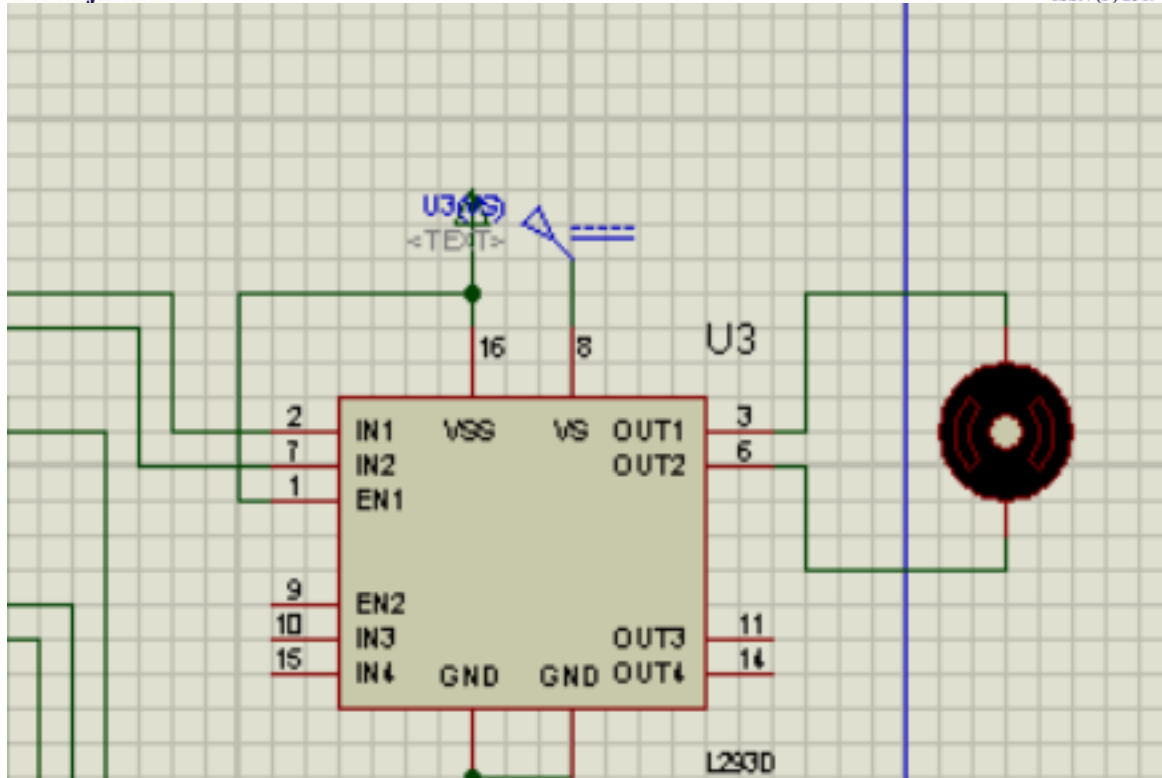 U3(VS)
<TEXT>
16
8
U3
2
IN1
VSS
VS
OUT1
3
7
IN2
OUT2
6
1
EN1
9
EN2
10
IN3
OUT3
11
15
IN4
GND
GND
OUT4
14
L293D